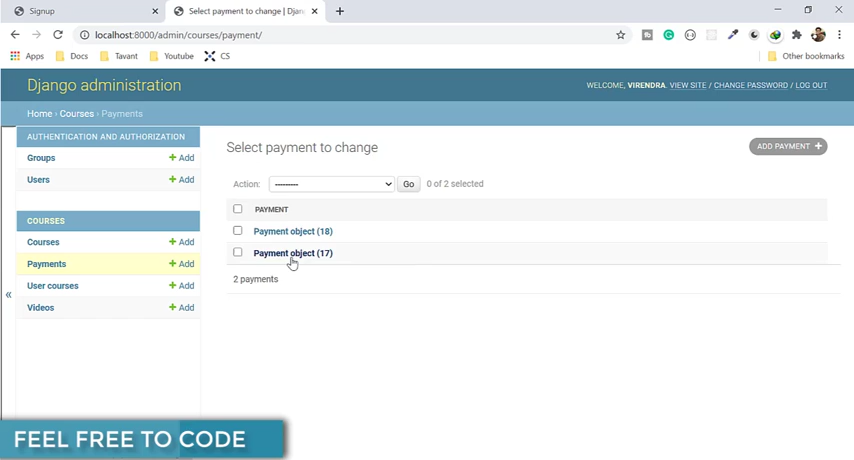 Signup
Select payment to change | Djan
localhost:8000/admin/courses/payment/
Apps Docs Tavant Youtube CS Other bookmarks
Django administration
WELCOME, VIRENDRA. VIEW SITE / CHANGE PASSWORD / LOG OUT
Home › Courses › Payments
AUTHENTICATION AND AUTHORIZATION
Groups + Add
Users + Add
COURSES
Courses + Add
Payments + Add
User courses + Add
Videos + Add
«
Select payment to change
ADD PAYMENT +
Action: --------- Go 0 of 2 selected
PAYMENT
Payment object (18)
Payment object (17)
2 payments
FEEL FREE TO CODE